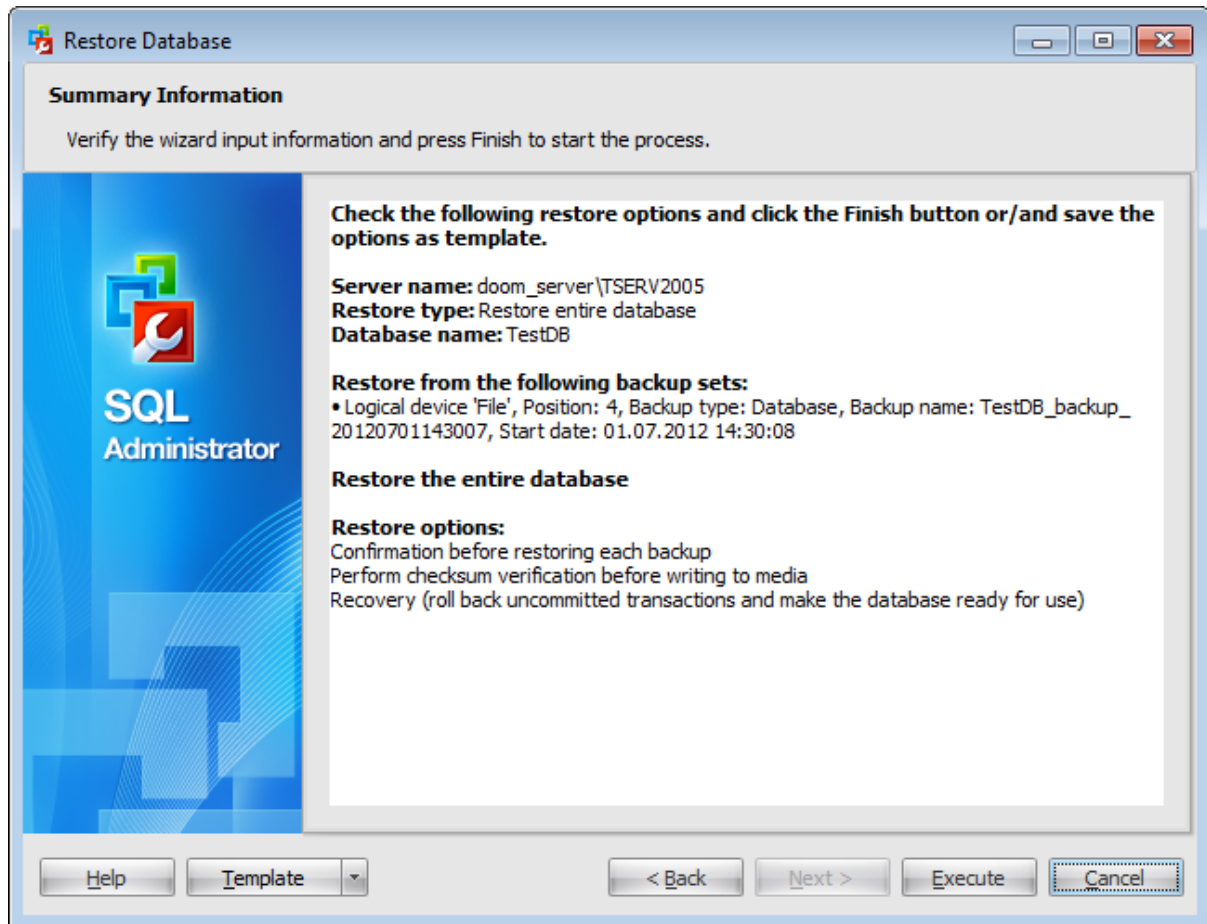 Restore Database
Summary Information
Verify the wizard input information and press Finish to start the process.
SQL
Administrator
Check the following restore options and click the Finish button or/and save the
options as template.
Server name: doom_server\TSERV2005
Restore type: Restore entire database
Database name: TestDB
Restore from the following backup sets:
• Logical device 'File', Position: 4, Backup type: Database, Backup name: TestDB_backup_
20120701143007, Start date: 01.07.2012 14:30:08
Restore the entire database
Restore options:
Confirmation before restoring each backup
Perform checksum verification before writing to media
Recovery (roll back uncommitted transactions and make the database ready for use)
Help Template < Back Next > Execute Cancel